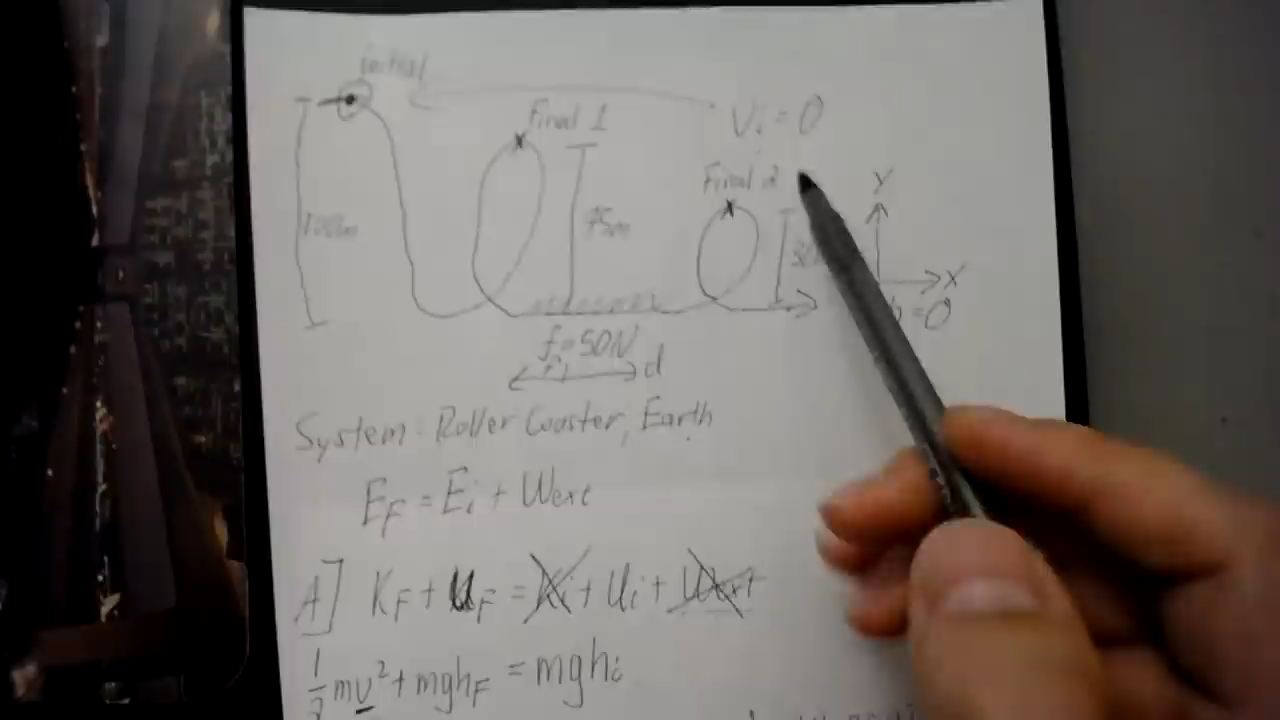 initial
Final 1
Vi = 0
Final 2
Y
100m
75m
X
= 0
f = 50N
d
System: Roller Coaster, Earth
EF = Ei + Wext
A] KF + UF = Ki + Ui + Wext
1/2 mv² + mghF = mghi